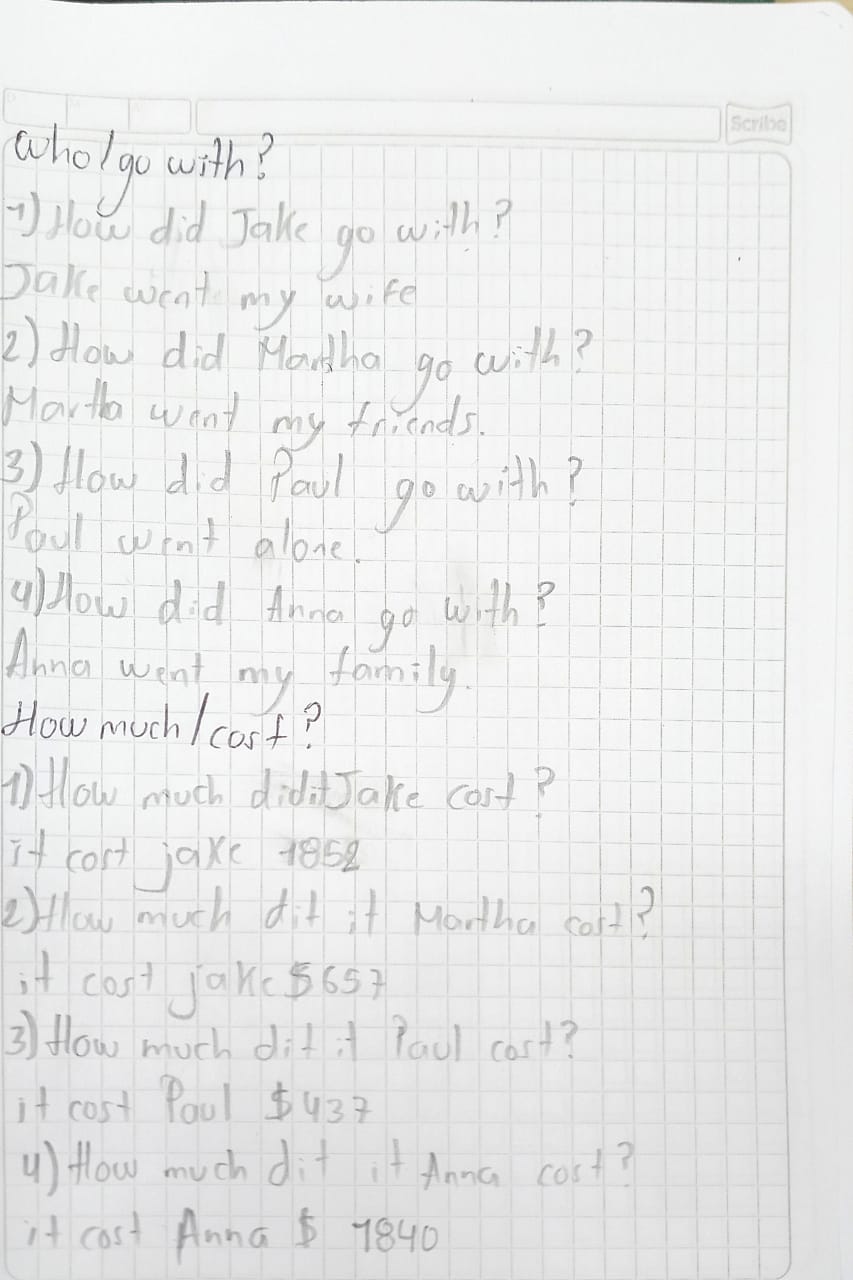 Scribe
Who/go with?
1) How did Jake go with?
Jake went my wife
2) How did Martha go with?
Martha went my friends.
3) How did Paul go with?
Paul went alone.
4) How did Anna go with?
Anna went my family.
How much/cost?
1) How much did it Jake cost?
it cost jake 1852
2) How much dit it Martha cost?
it cost jake $657
3) How much dit it Paul cost?
it cost Paul $437
4) How much dit it Anna cost?
it cost Anna $ 1840